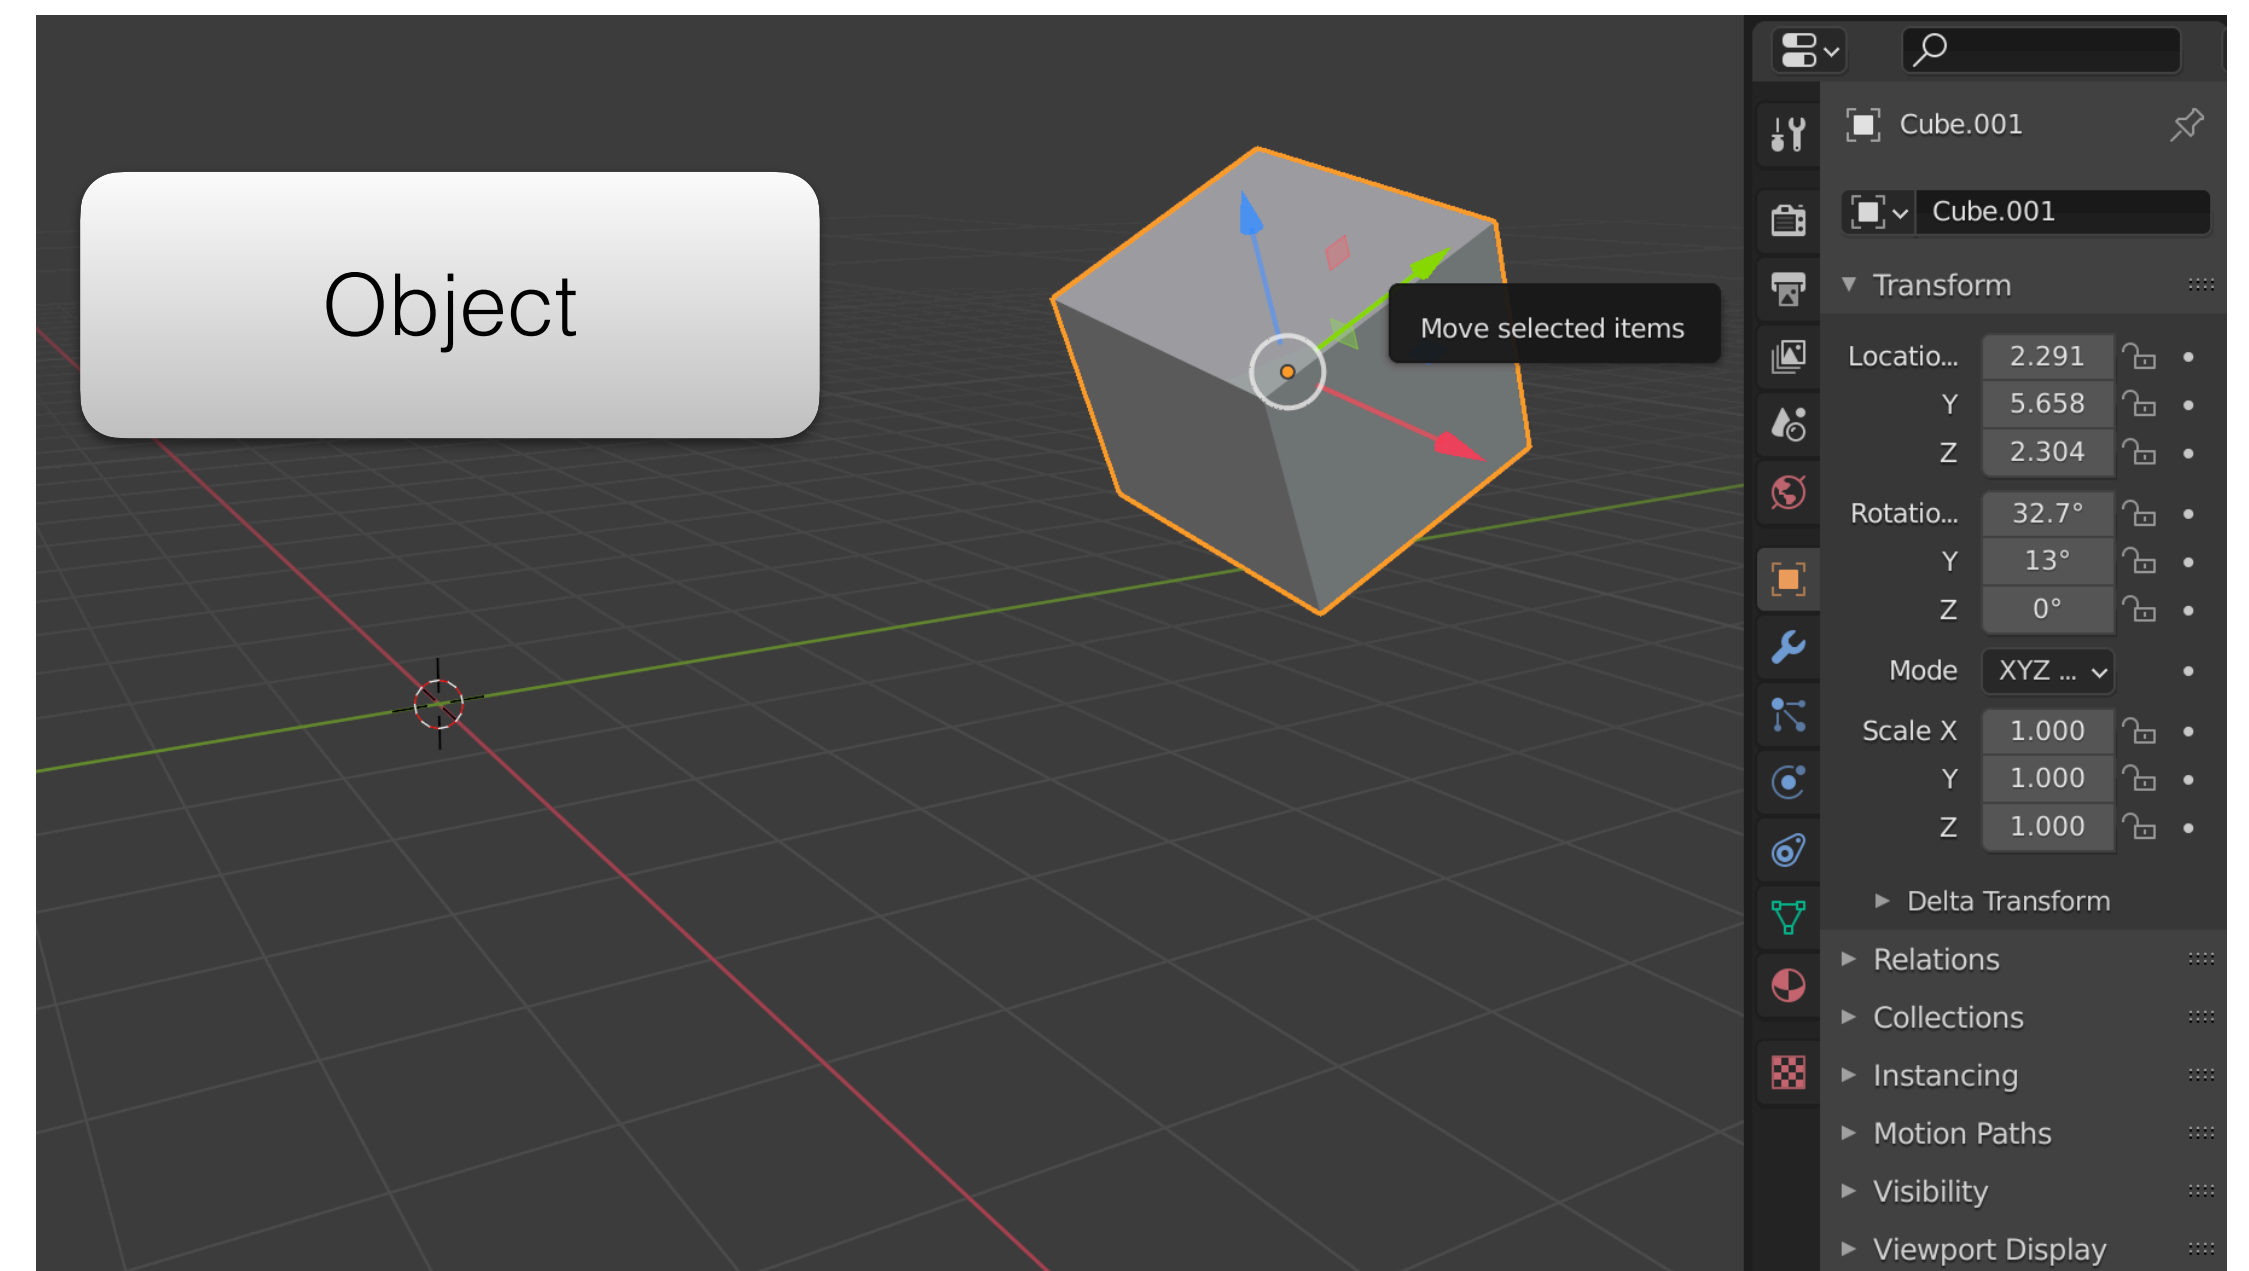 Object
Move selected items
Cube.001
Cube.001
Transform
Locatio... 2.291
Y 5.658
Z 2.304
Rotatio... 32.7°
Y 13°
Z 0°
Mode XYZ ...
Scale X 1.000
Y 1.000
Z 1.000
Delta Transform
Relations
Collections
Instancing
Motion Paths
Visibility
Viewport Display